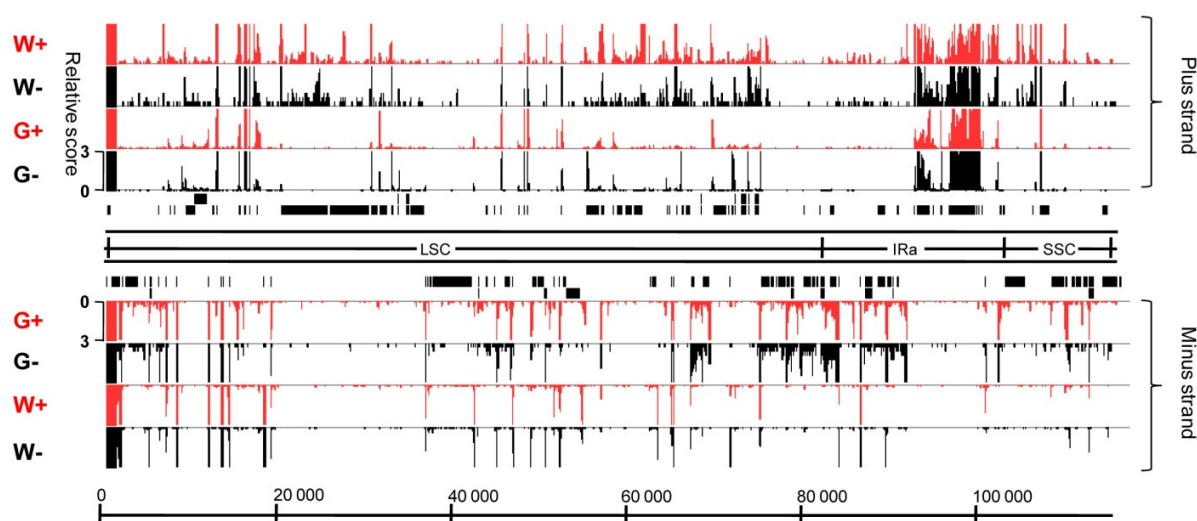 W+
W-
G+
G-
Relative score
3
0
Plus strand
LSC
IRa
SSC
0
3
G+
G-
W+
W-
Minus strand
0 20 000 40 000 60 000 80 000 100 000